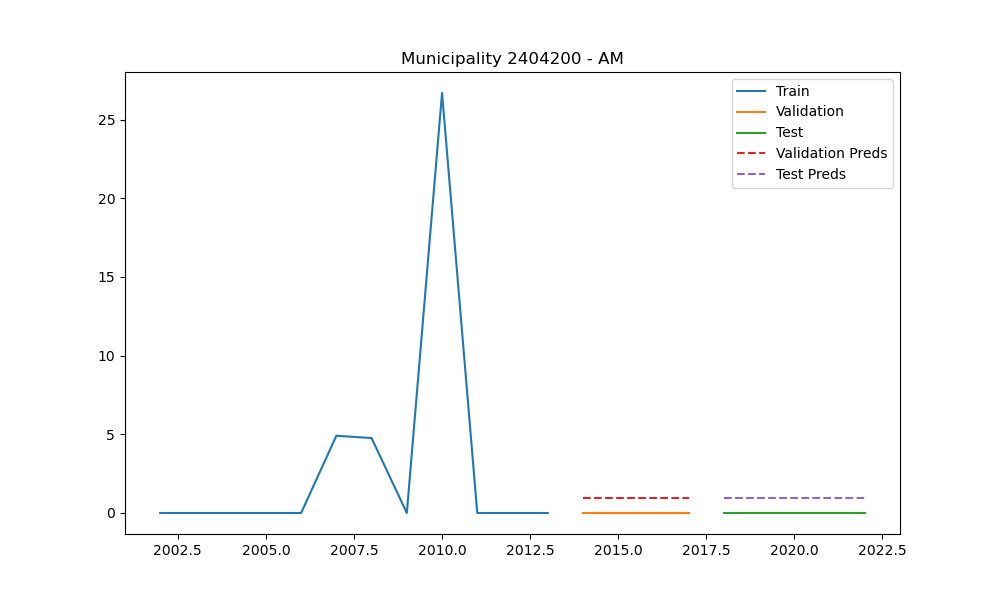 Municipality 2404200 - AM
Train
Validation
Test
Validation Preds
Test Preds
25
20
15
10
5
0
2002.5 2005.0 2007.5 2010.0 2012.5 2015.0 2017.5 2020.0 2022.5